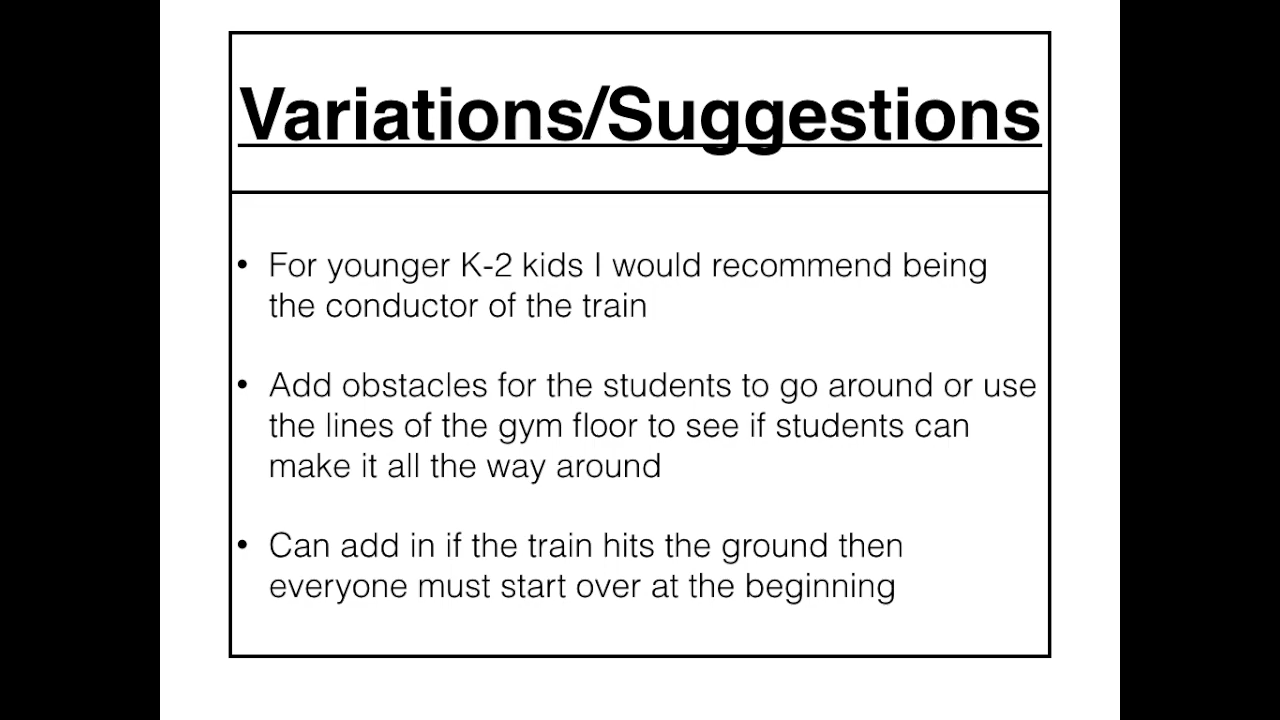 Variations/Suggestions
• For younger K-2 kids I would recommend being
the conductor of the train
• Add obstacles for the students to go around or use
the lines of the gym floor to see if students can
make it all the way around
• Can add in if the train hits the ground then
everyone must start over at the beginning